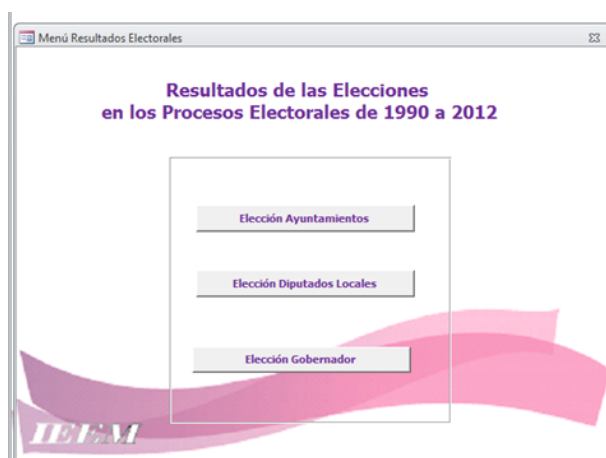 Menú Resultados Electorales
Resultados de las Elecciones
en los Procesos Electorales de 1990 a 2012
Elección Ayuntamientos
Elección Diputados Locales
Elección Gobernador
IEEM